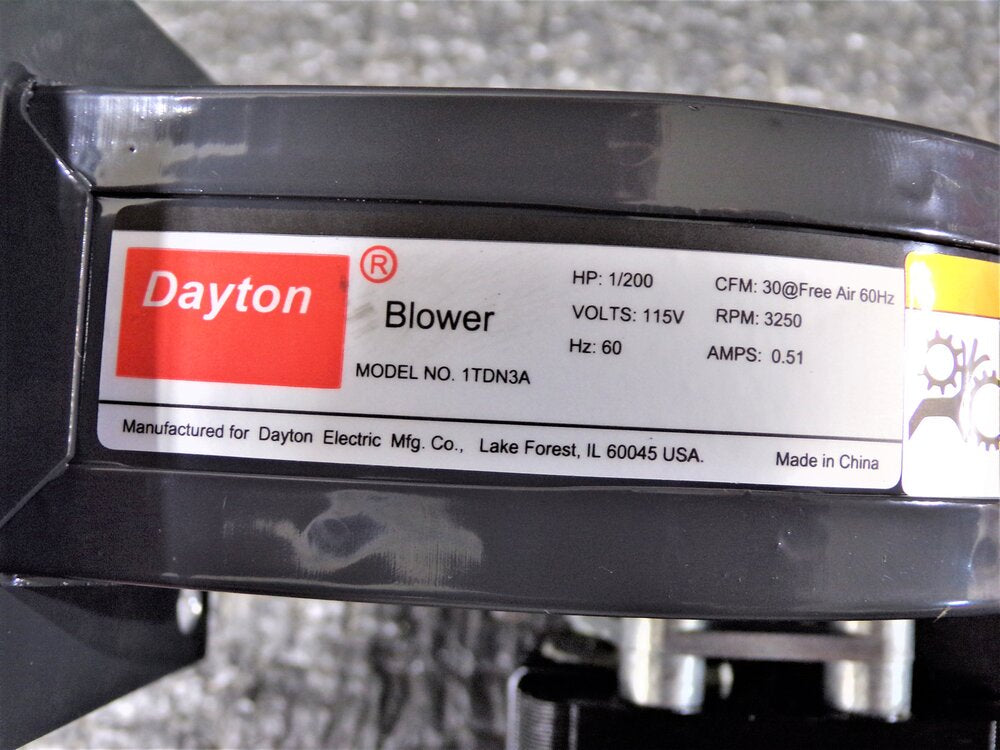 Dayton ®
Blower
MODEL NO. 1TDN3A
HP: 1/200
VOLTS: 115V
Hz: 60
CFM: 30@Free Air 60Hz
RPM: 3250
AMPS: 0.51
Manufactured for Dayton Electric Mfg. Co., Lake Forest, IL 60045 USA.
Made in China